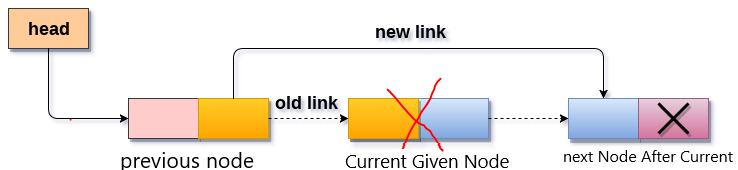 head
new link
old link
previous node
Current Given Node
next Node After Current